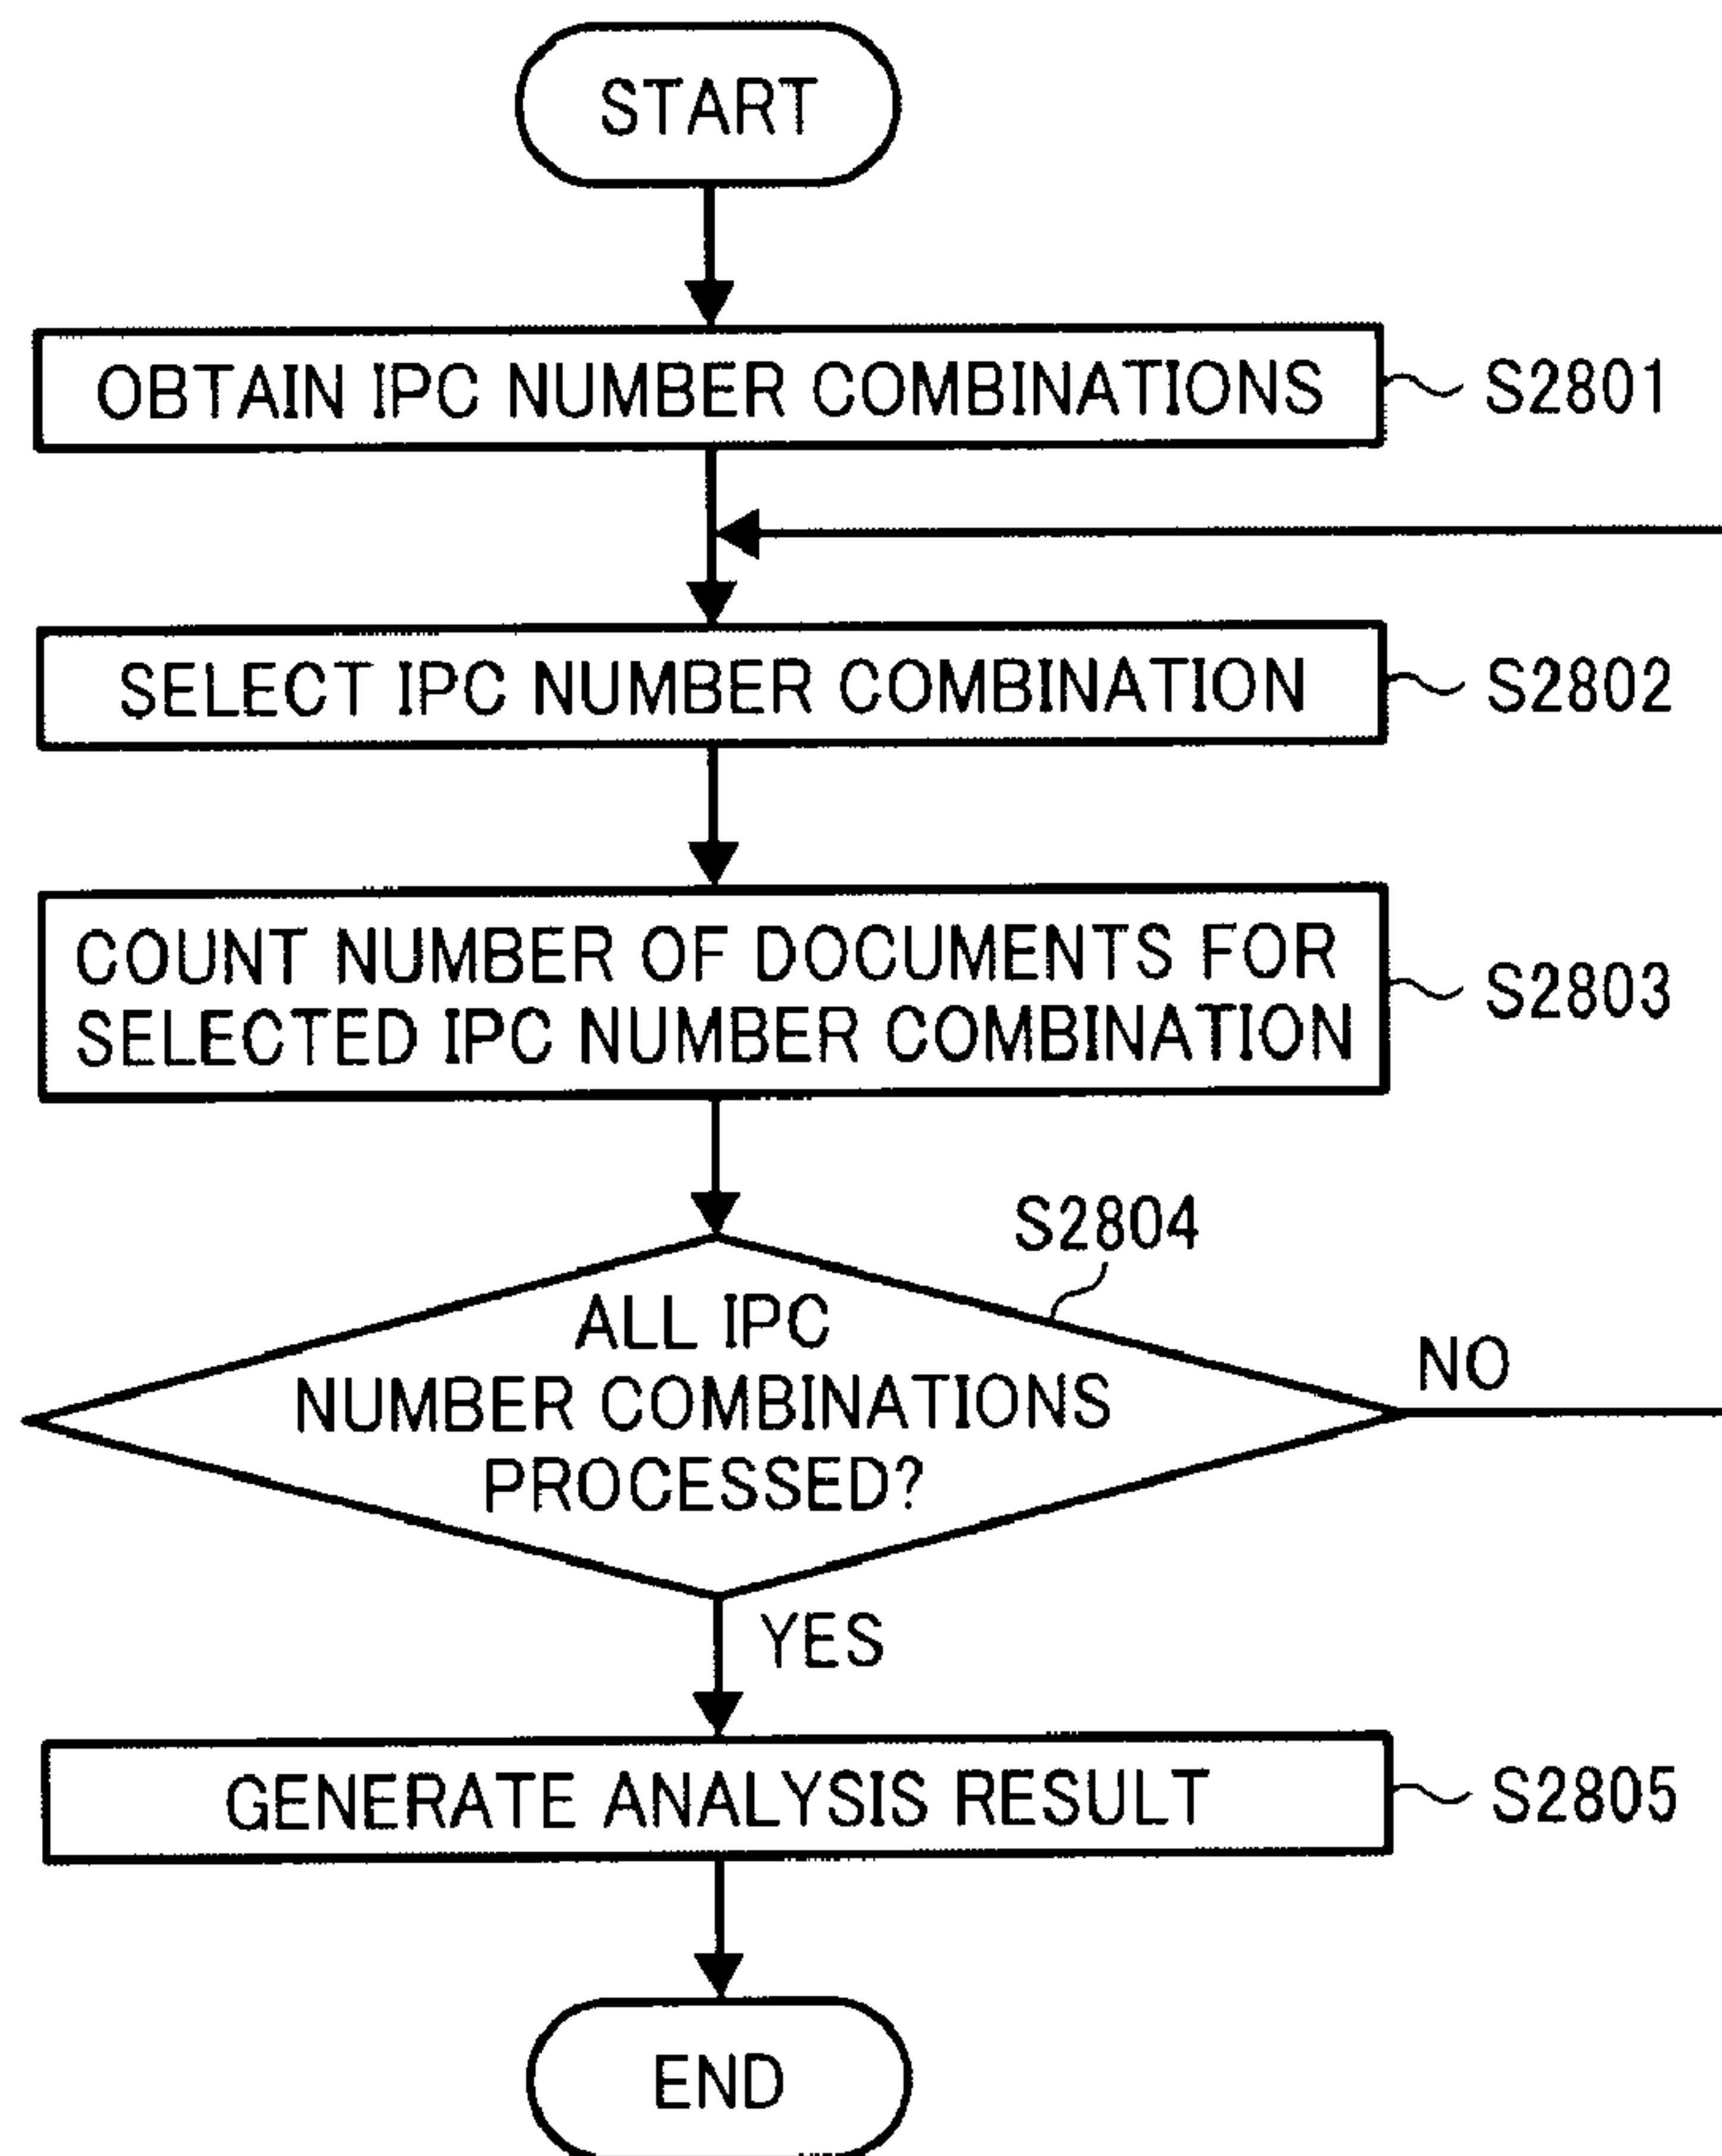 START
OBTAIN IPC NUMBER COMBINATIONS
S2801
SELECT IPC NUMBER COMBINATION
S2802
COUNT NUMBER OF DOCUMENTS FOR
SELECTED IPC NUMBER COMBINATION
S2803
S2804
ALL IPC
NUMBER COMBINATIONS
PROCESSED?
NO
YES
GENERATE ANALYSIS RESULT
S2805
END